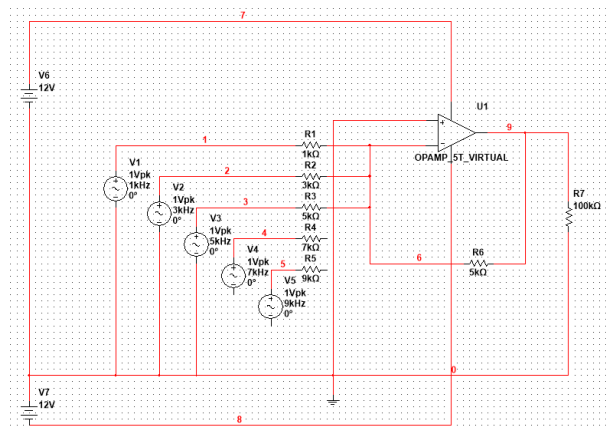 7
V6
12V
U1
9
OPAMP_5T_VIRTUAL
1
R1
1kΩ
V1
1Vpk
1kHz
0°
2
R2
3kΩ
V2
1Vpk
3kHz
0°
3
R3
5kΩ
V3
1Vpk
5kHz
0°
4
R4
7kΩ
V4
1Vpk
7kHz
0°
5
R5
9kΩ
V5
1Vpk
9kHz
0°
6
R6
5kΩ
R7
100kΩ
0
V7
12V
8